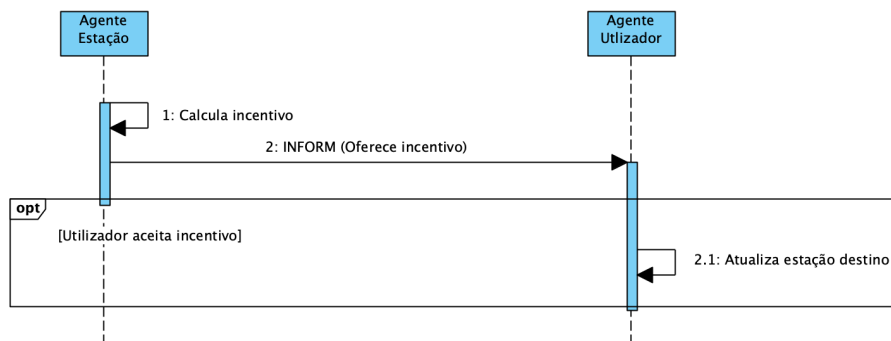 Agente
Estação
Agente
Utlizador
1: Calcula incentivo
2: INFORM (Oferece incentivo)
opt
[Utilizador aceita incentivo]
2.1: Atualiza estação destino